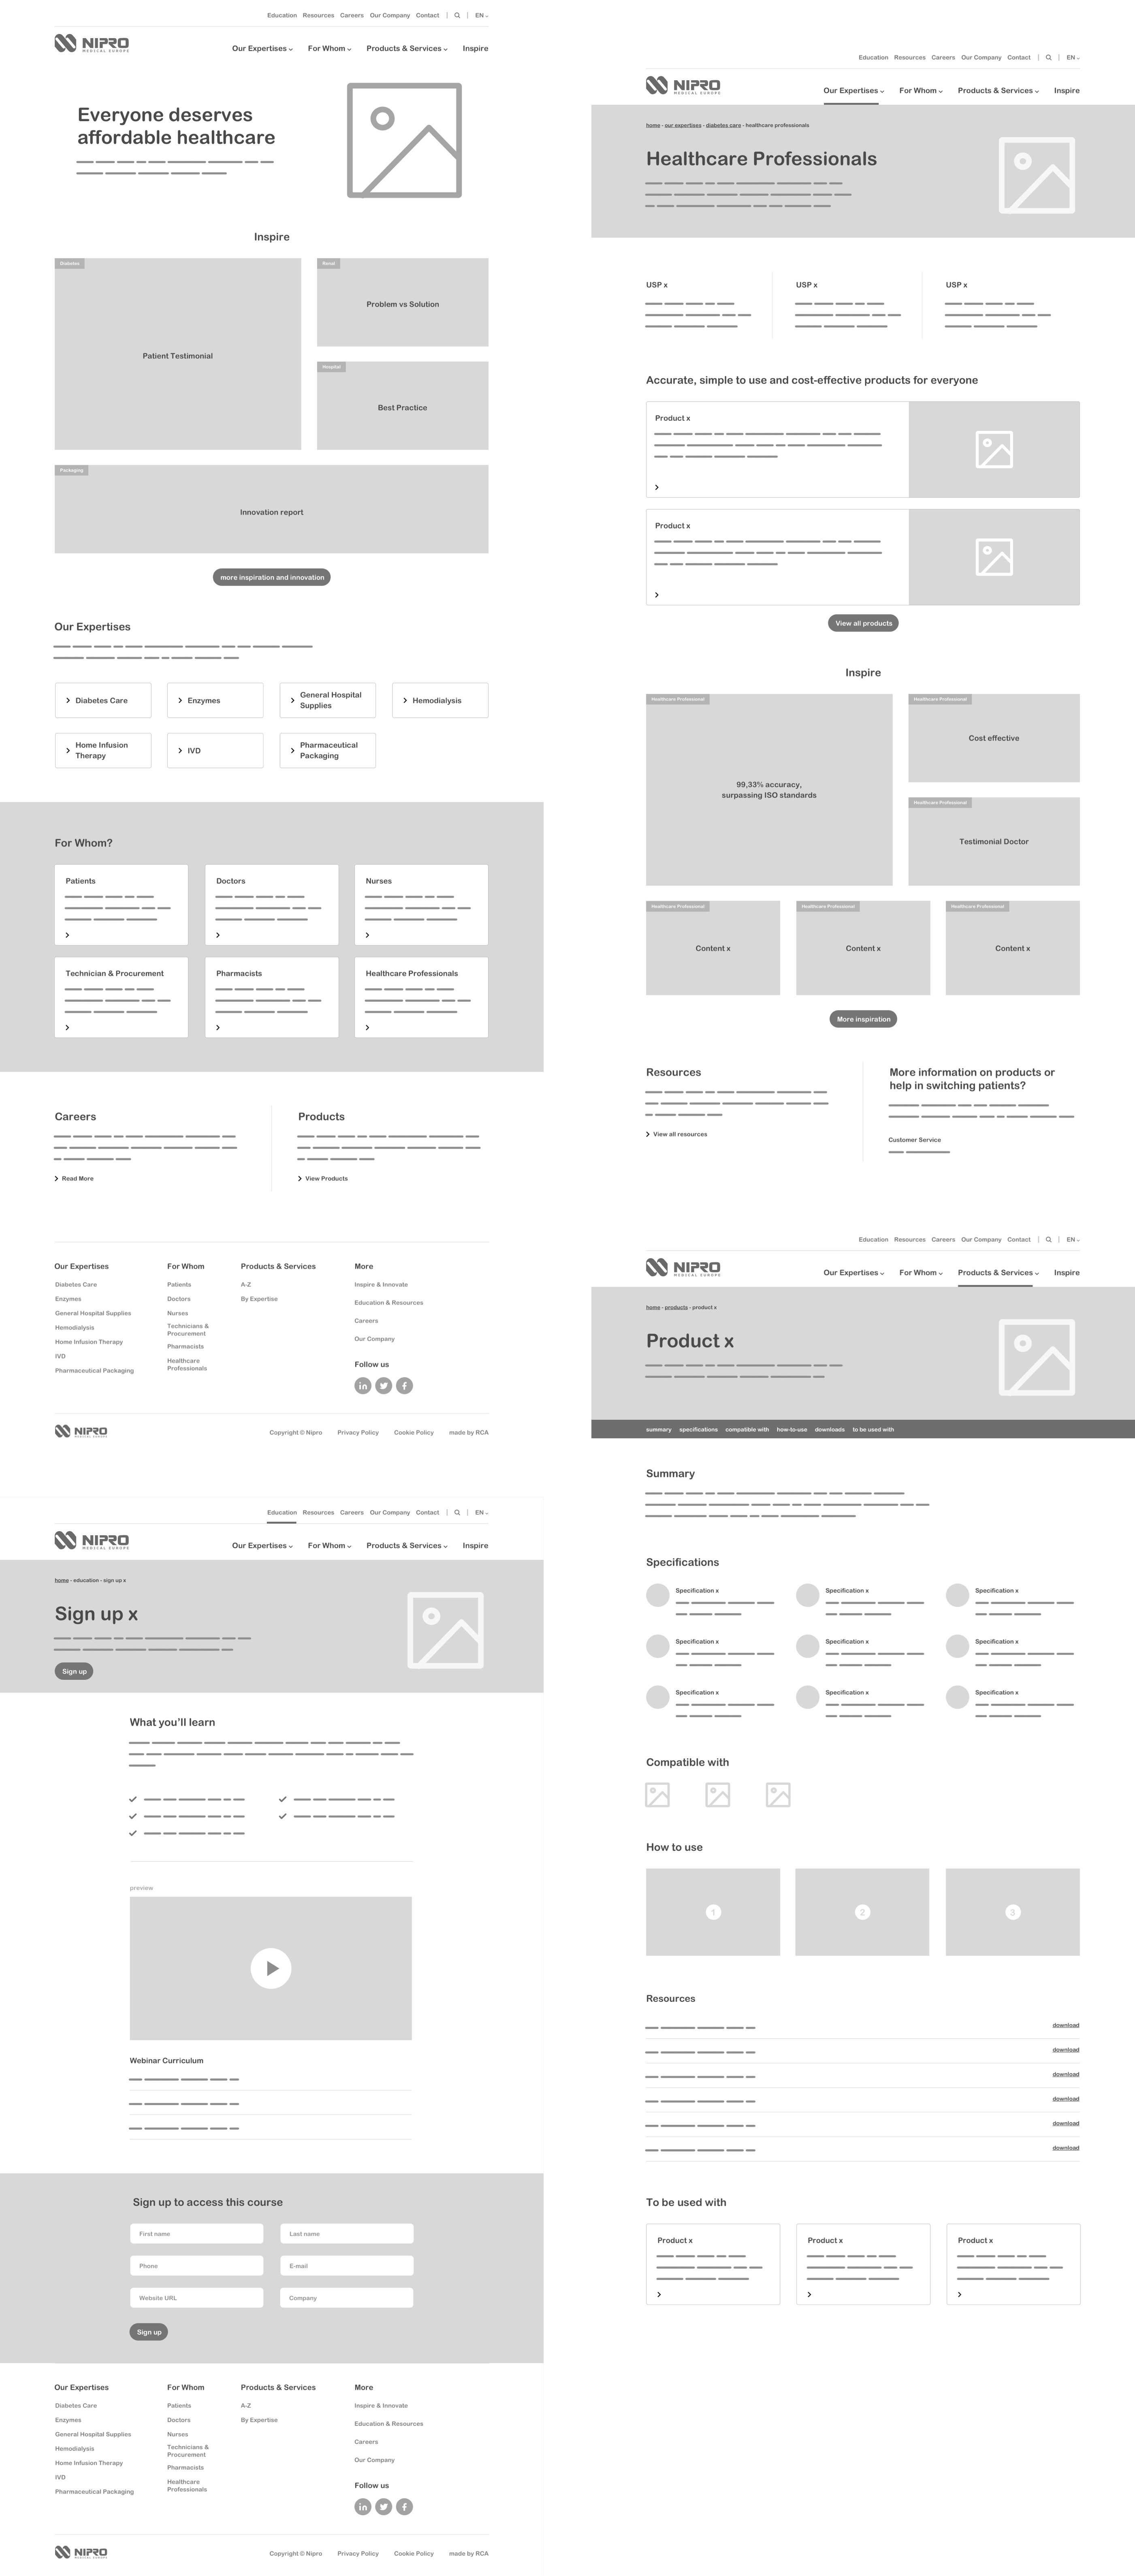 Education Resources Careers Our Company Contact | | EN
NIPRO
MEDICAL EUROPE
Our Expertises For Whom Products & Services Inspire
Everyone deserves
affordable healthcare
Inspire
Diabetes
Patient Testimonial
Renal
Problem vs Solution
Hospital
Best Practice
Packaging
Innovation report
more inspiration and innovation
Our Expertises
Diabetes Care
Enzymes
General Hospital
Supplies
Hemodialysis
Home Infusion
Therapy
IVD
Pharmaceutical
Packaging
For Whom?
Patients
Doctors
Nurses
Technician & Procurement
Pharmacists
Healthcare Professionals
Careers
Read More
Products
View Products
Our Expertises
Diabetes Care
Enzymes
General Hospital Supplies
Hemodialysis
Home Infusion Therapy
IVD
Pharmaceutical Packaging
For Whom
Patients
Doctors
Nurses
Technicians &
Procurement
Pharmacists
Healthcare
Professionals
Products & Services
A-Z
By Expertise
More
Inspire & Innovate
Education & Resources
Careers
Our Company
Follow us
in f
NIPRO
MEDICAL EUROPE
Copyright © Nipro Privacy Policy Cookie Policy made by RCA
Education Resources Careers Our Company Contact | | EN
NIPRO
MEDICAL EUROPE
Our Expertises For Whom Products & Services Inspire
home - education - sign up x
Sign up x
Sign up
What you’ll learn
preview
Webinar Curriculum
Sign up to access this course
First name
Last name
Phone
E-mail
Website URL
Company
Sign up
Our Expertises
Diabetes Care
Enzymes
General Hospital Supplies
Hemodialysis
Home Infusion Therapy
IVD
Pharmaceutical Packaging
For Whom
Patients
Doctors
Nurses
Technicians &
Procurement
Pharmacists
Healthcare
Professionals
Products & Services
A-Z
By Expertise
More
Inspire & Innovate
Education & Resources
Careers
Our Company
Follow us
in f
NIPRO
MEDICAL EUROPE
Copyright © Nipro Privacy Policy Cookie Policy made by RCA
Education Resources Careers Our Company Contact | | EN
NIPRO
MEDICAL EUROPE
Our Expertises For Whom Products & Services Inspire
home - our expertises - diabetes care - healthcare professionals
Healthcare Professionals
USP x
USP x
USP x
Accurate, simple to use and cost-effective products for everyone
Product x
Product x
View all products
Inspire
Healthcare Professional
99,33% accuracy,
surpassing ISO standards
Healthcare Professional
Cost effective
Healthcare Professional
Testimonial Doctor
Healthcare Professional
Content x
Healthcare Professional
Content x
Healthcare Professional
Content x
More inspiration
Resources
View all resources
More information on products or
help in switching patients?
Customer Service
Education Resources Careers Our Company Contact | | EN
NIPRO
MEDICAL EUROPE
Our Expertises For Whom Products & Services Inspire
home - products - product x
Product x
summary specifications compatible with how-to-use downloads to be used with
Summary
Specifications
Specification x
Specification x
Specification x
Specification x
Specification x
Specification x
Specification x
Specification x
Specification x
Compatible with
How to use
1
2
3
Resources
download
download
download
download
download
download
To be used with
Product x
Product x
Product x